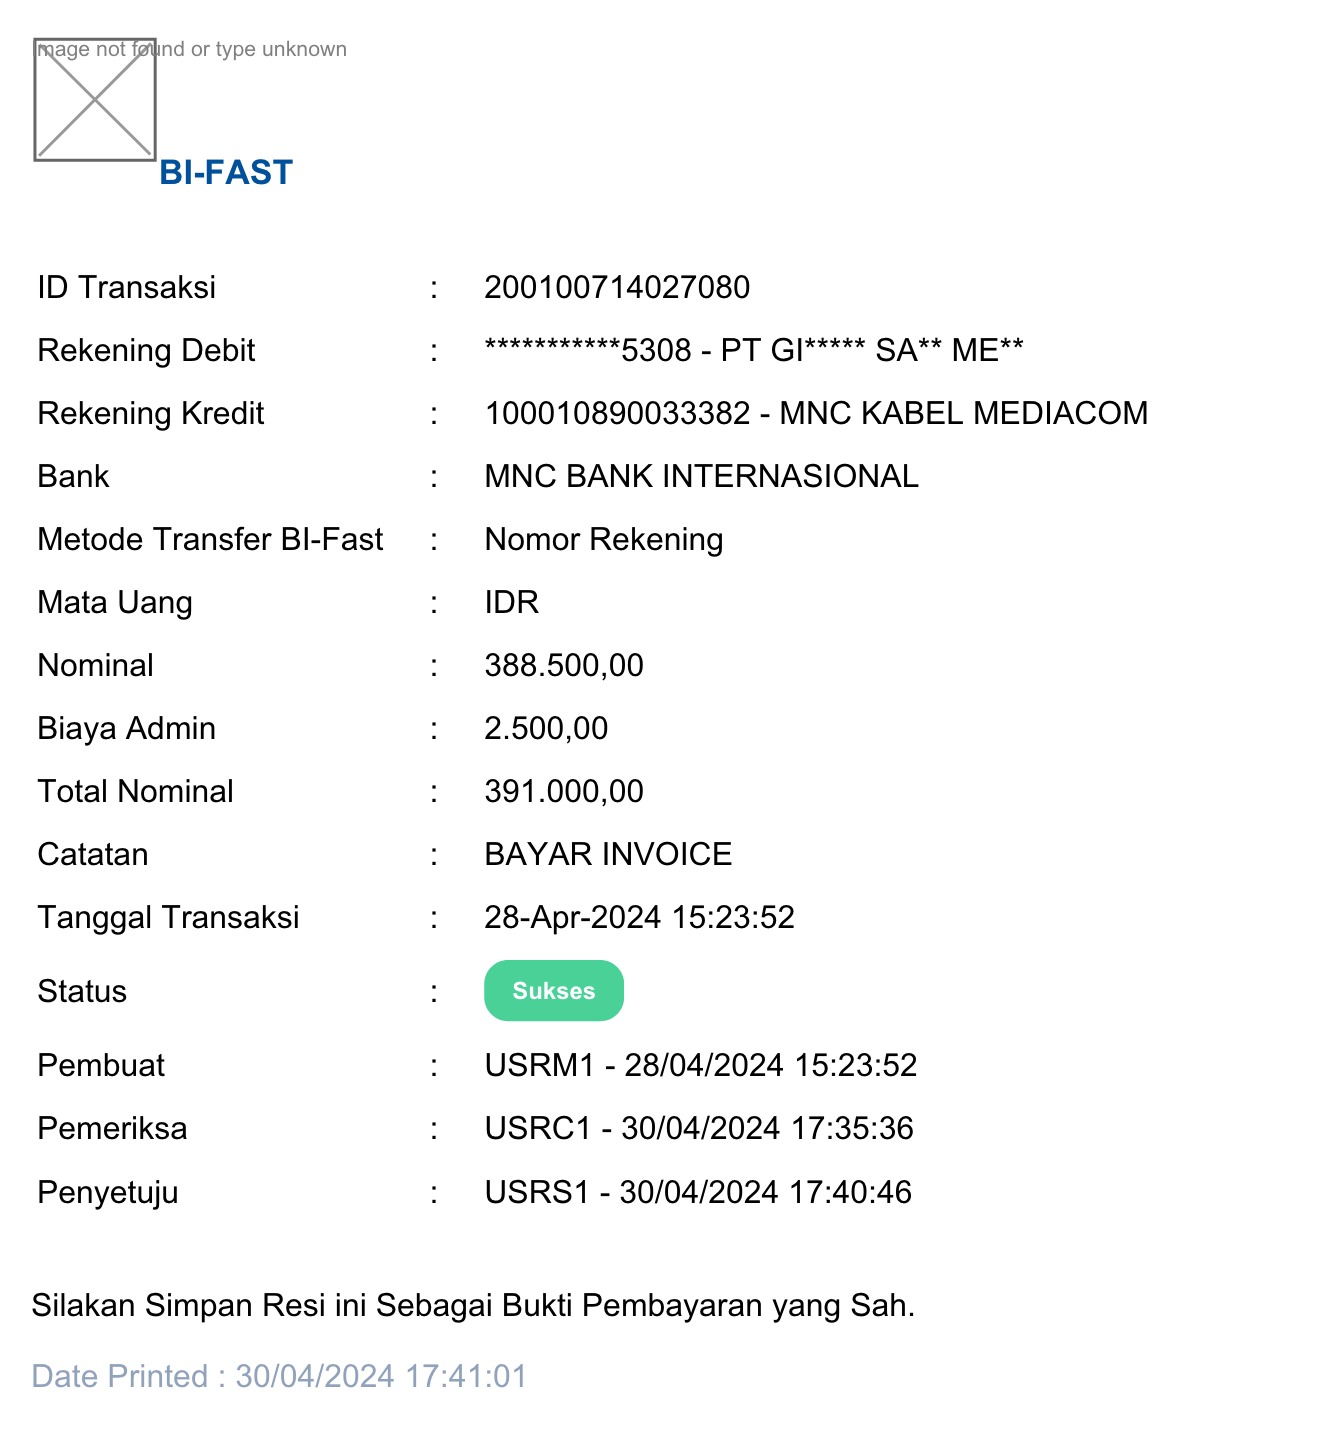 Image not found or type unknown
BI-FAST
ID Transaksi : 200100714027080
Rekening Debit : ***********5308 - PT GI***** SA** ME**
Rekening Kredit : 100010890033382 - MNC KABEL MEDIACOM
Bank : MNC BANK INTERNASIONAL
Metode Transfer BI-Fast : Nomor Rekening
Mata Uang : IDR
Nominal : 388.500,00
Biaya Admin : 2.500,00
Total Nominal : 391.000,00
Catatan : BAYAR INVOICE
Tanggal Transaksi : 28-Apr-2024 15:23:52
Status : Sukses
Pembuat : USRM1 - 28/04/2024 15:23:52
Pemeriksa : USRC1 - 30/04/2024 17:35:36
Penyetuju : USRS1 - 30/04/2024 17:40:46
Silakan Simpan Resi ini Sebagai Bukti Pembayaran yang Sah.
Date Printed : 30/04/2024 17:41:01